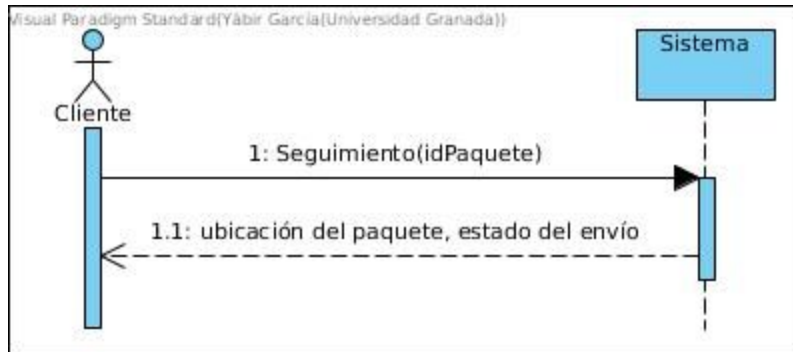 Visual Paradigm Standard(Yábir García(Universidad Granada))
Sistema
Cliente
1: Seguimiento(idPaquete)
1.1: ubicación del paquete, estado del envío